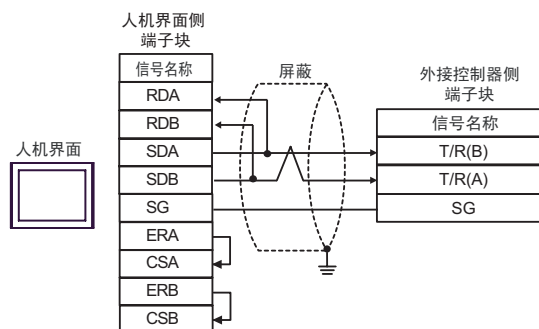 人机界面侧
端子块
信号名称
RDA
RDB
SDA
SDB
SG
ERA
CSA
ERB
CSB
人机界面
屏蔽
外接控制器侧
端子块
信号名称
T/R(B)
T/R(A)
SG